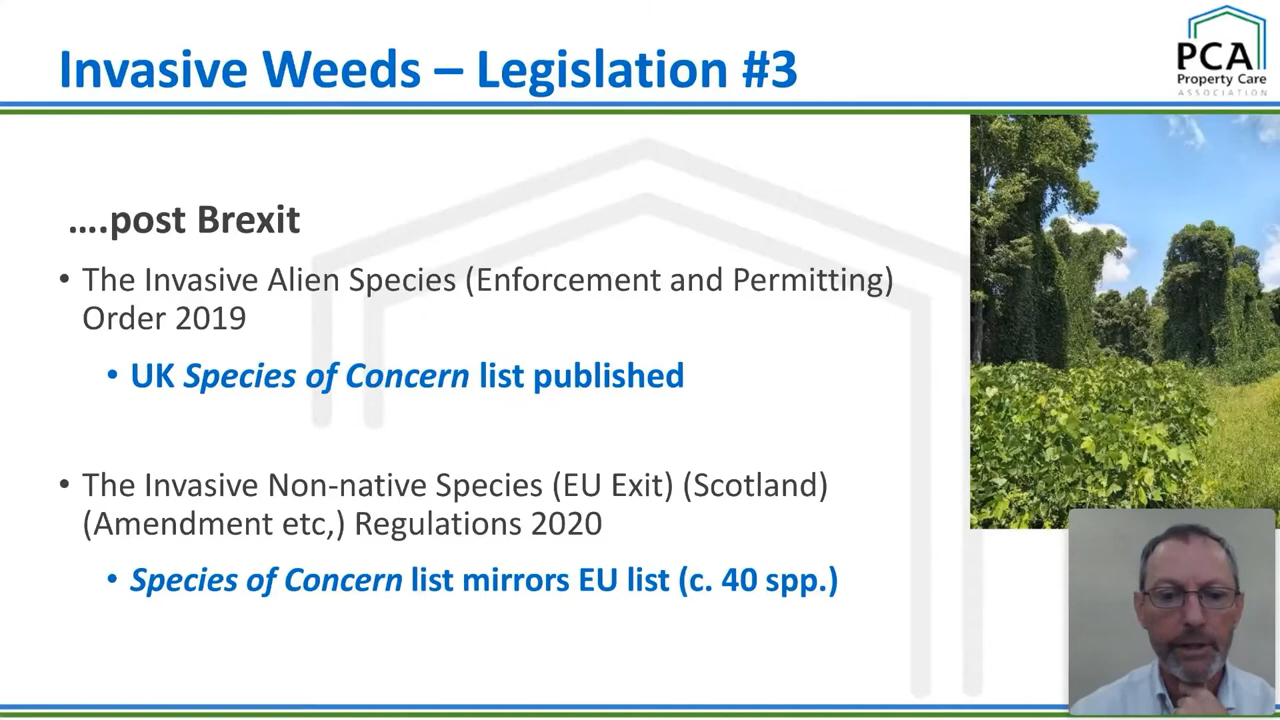 Invasive Weeds – Legislation #3
PCA
Property Care
ASSOCIATION
….post Brexit
• The Invasive Alien Species (Enforcement and Permitting)
Order 2019
• UK Species of Concern list published
• The Invasive Non-native Species (EU Exit) (Scotland)
(Amendment etc,) Regulations 2020
• Species of Concern list mirrors EU list (c. 40 spp.)